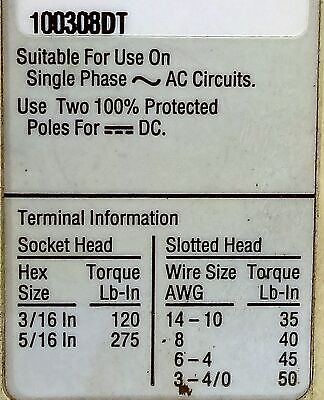 100308DT
Suitable For Use On
Single Phase ～ AC Circuits.
Use Two 100% Protected
Poles For ⎓ DC.
Terminal Information
Socket Head Slotted Head
Hex Torque Wire Size Torque
Size Lb-In AWG Lb-In
3/16 In 120 14-10 35
5/16 In 275 8 40
6-4 45
3-4/0 50